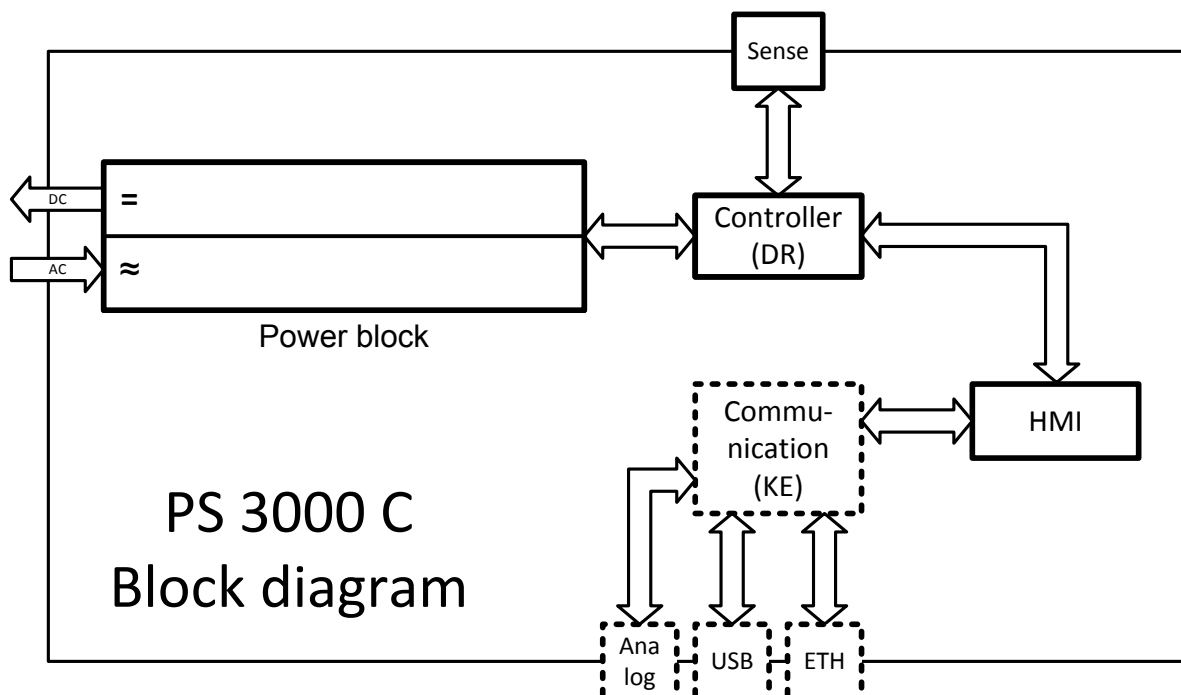 Sense
DC
=
AC
≈
Power block
Controller
(DR)
HMI
Commu-
nication
(KE)
PS 3000 C
Block diagram
Ana
log
USB
ETH